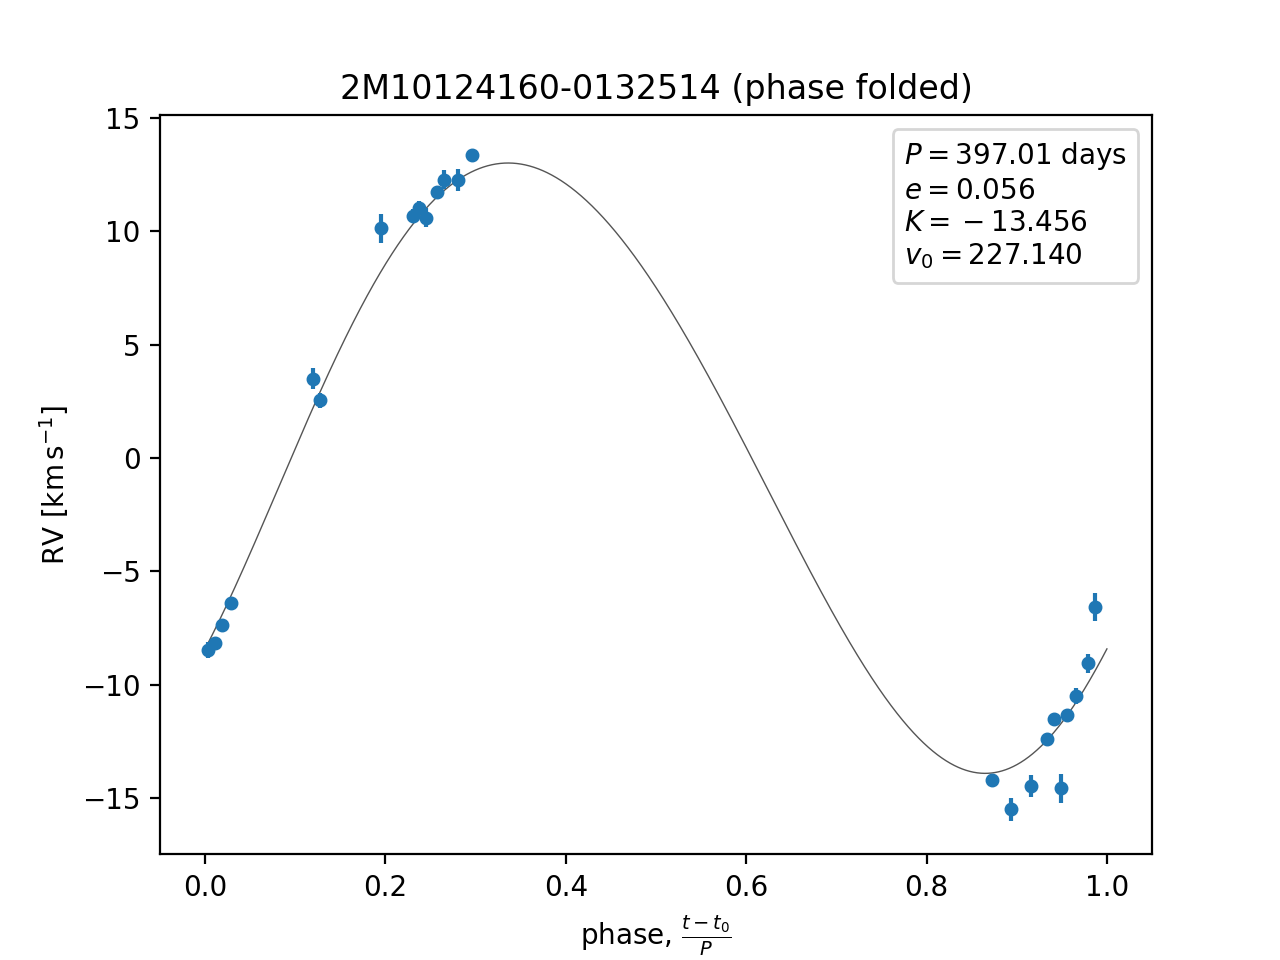 2M10124160-0132514 (phase folded)
P = 397.01 days
e = 0.056
K = −13.456
v₀ = 227.140
15
10
5
0
−5
−10
−15
RV [km s⁻¹]
0.0 0.2 0.4 0.6 0.8 1.0
phase, (t − t₀)/P